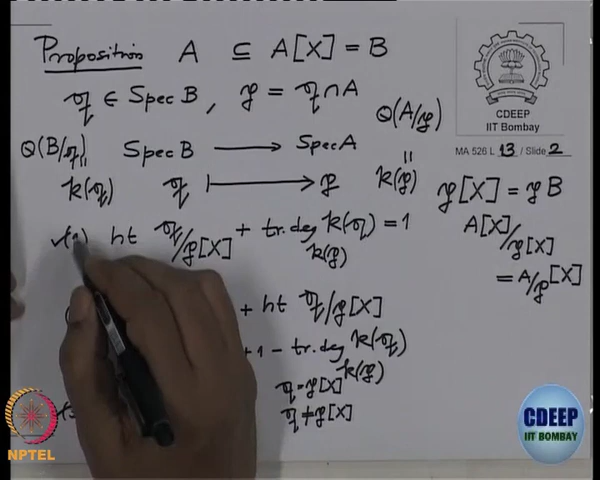 Proposition A ⊆ A[X] = B
𝔮 ∈ Spec B, 𝔭 = 𝔮 ∩ A
Q(A/𝔭)
CDEEP
IIT Bombay
MA 526 L 13 / Slide 2
Q(B/𝔮) Spec B → Spec A
= =
k(𝔮) 𝔮 ↦ 𝔭 k(𝔭)
𝔭[X] = 𝔭B
ht 𝔮/𝔭[X] + tr.deg k(𝔮) = 1
k(𝔭)
A[X]/𝔭[X]
= A/𝔭[X]
+ ht 𝔮/𝔭[X]
+1 - tr.deg k(𝔮)
k(𝔭)
𝔮 = 𝔭[X]
𝔮 ≠ 𝔭[X]
NPTEL
CDEEP
IIT BOMBAY